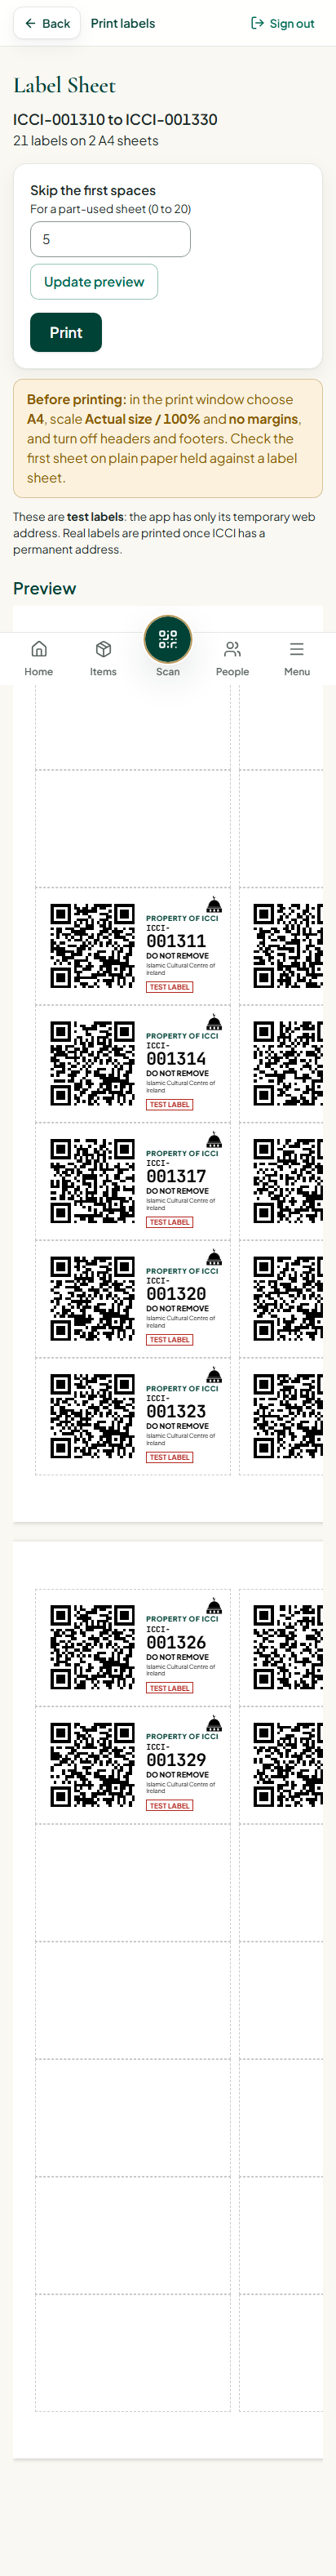 Back
Print labels
Sign out
Label Sheet
ICCI-001310 to ICCI-001330
21 labels on 2 A4 sheets
Skip the first spaces
For a part-used sheet (0 to 20)
5
Update preview
Print
Before printing: in the print window choose
A4, scale Actual size / 100% and no margins,
and turn off headers and footers. Check the
first sheet on plain paper held against a label
sheet.
These are test labels: the app has only its temporary web
address. Real labels are printed once ICCI has a
permanent address.
Preview
Home
Items
Scan
People
Menu
PROPERTY OF ICCI
ICCI-
001311
DO NOT REMOVE
Islamic Cultural Centre of
Ireland
TEST LABEL
PROPERTY OF ICCI
ICCI-
001314
DO NOT REMOVE
Islamic Cultural Centre of
Ireland
TEST LABEL
PROPERTY OF ICCI
ICCI-
001317
DO NOT REMOVE
Islamic Cultural Centre of
Ireland
TEST LABEL
PROPERTY OF ICCI
ICCI-
001320
DO NOT REMOVE
Islamic Cultural Centre of
Ireland
TEST LABEL
PROPERTY OF ICCI
ICCI-
001323
DO NOT REMOVE
Islamic Cultural Centre of
Ireland
TEST LABEL
PROPERTY OF ICCI
ICCI-
001326
DO NOT REMOVE
Islamic Cultural Centre of
Ireland
TEST LABEL
PROPERTY OF ICCI
ICCI-
001329
DO NOT REMOVE
Islamic Cultural Centre of
Ireland
TEST LABEL